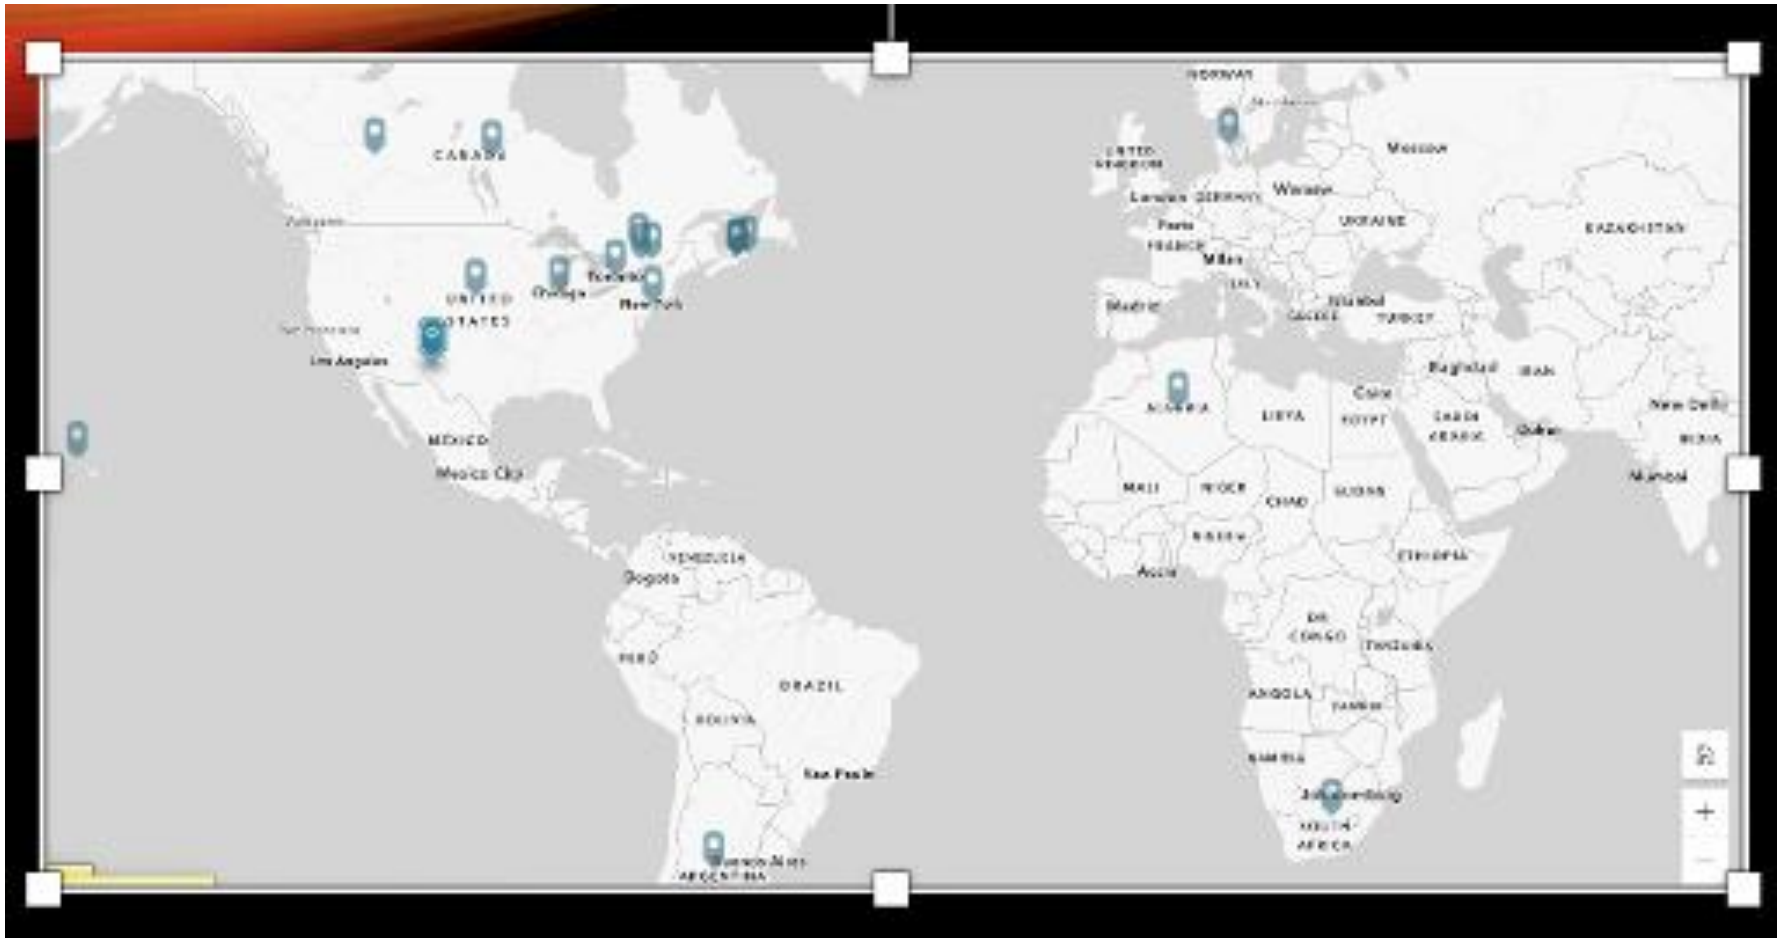 NORWAY
CANADA
UNITED
KINGDOM
Moscow
London
GERMANY
Warsaw
Paris
UKRAINE
FRANCE
KAZAKHSTAN
Milan
ITALY
Toronto
Chicago
New York
UNITED
STATES
Los Angeles
Madrid
Istanbul
GREECE
TURKEY
Baghdad
IRAN
Cairo
ALGERIA
LIBYA
EGYPT
SAUDI
ARABIA
New Delhi
INDIA
Mumbai
MEXICO
Mexico City
MALI
NIGER
CHAD
SUDAN
ETHIOPIA
Accra
VENEZUELA
Bogota
DR
CONGO
PERU
BRAZIL
BOLIVIA
ANGOLA
NAMIBIA
Sao Paulo
Johannesburg
SOUTH
AFRICA
Buenos Aires
ARGENTINA
+
−